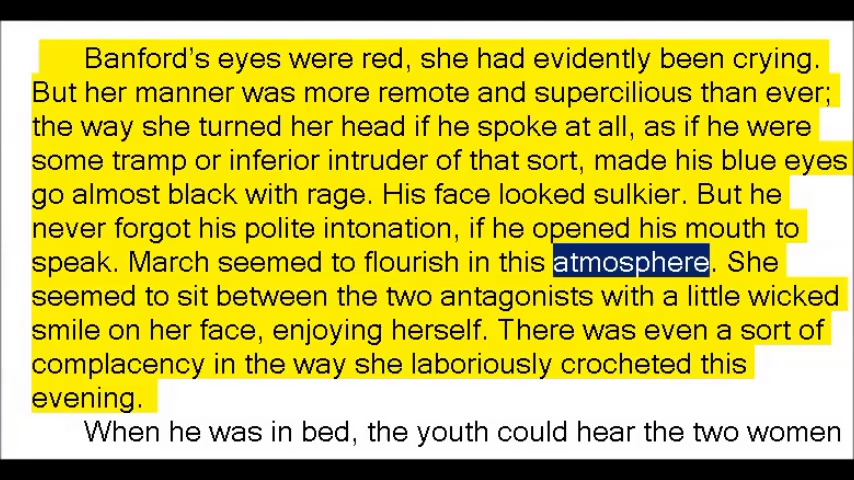 Banford's eyes were red, she had evidently been crying.
But her manner was more remote and supercilious than ever;
the way she turned her head if he spoke at all, as if he were
some tramp or inferior intruder of that sort, made his blue eyes
go almost black with rage. His face looked sulkier. But he
never forgot his polite intonation, if he opened his mouth to
speak. March seemed to flourish in this atmosphere. She
seemed to sit between the two antagonists with a little wicked
smile on her face, enjoying herself. There was even a sort of
complacency in the way she laboriously crocheted this
evening.
When he was in bed, the youth could hear the two women